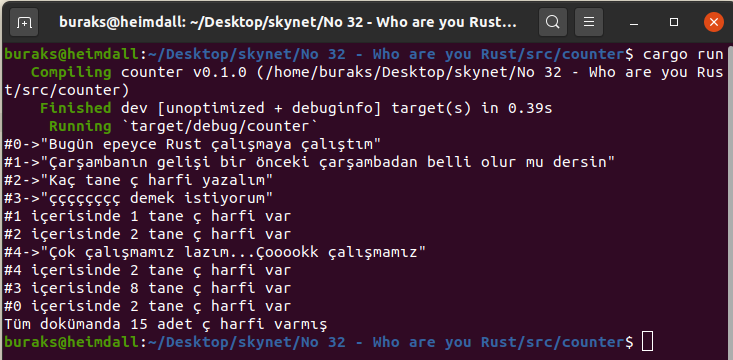 buraks@heimdall: ~/Desktop/skynet/No 32 - Who are you Rust...
buraks@heimdall:~/Desktop/skynet/No 32 - Who are you Rust/src/counter$ cargo run
Compiling counter v0.1.0 (/home/buraks/Desktop/skynet/No 32 - Who are you Rus
t/src/counter)
Finished dev [unoptimized + debuginfo] target(s) in 0.39s
Running `target/debug/counter`
#0->"Bugün epeyce Rust çalışmaya çalıştım"
#1->"Çarşambanın gelişi bir önceki çarşambadan belli olur mu dersin"
#2->"Kaç tane ç harfi yazalım"
#3->"çççççççç demek istiyorum"
#1 içerisinde 1 tane ç harfi var
#2 içerisinde 2 tane ç harfi var
#4->"Çok çalışmamız lazım...Çooookk çalışmamız"
#4 içerisinde 2 tane ç harfi var
#3 içerisinde 8 tane ç harfi var
#0 içerisinde 2 tane ç harfi var
Tüm dokümanda 15 adet ç harfi varmış
buraks@heimdall:~/Desktop/skynet/No 32 - Who are you Rust/src/counter$